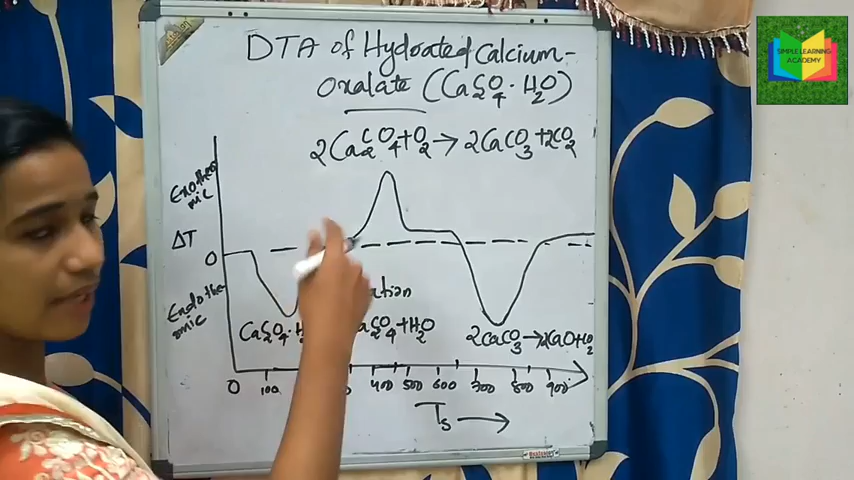 DTA of Hydrated Calcium-
Oxalate (CaC₂O₄·H₂O)
2CaC₂O₄+O₂→2CaCO₃+2CO₂
Exothermic
ΔT
0
Endothermic
CaC₂O₄·H₂
C₂O₄+H₂O
2CaCO₃→2CaO+CO₂
0 100 400 500 600 700 800 900
Tₛ →
SIMPLE LEARNING
ACADEMY